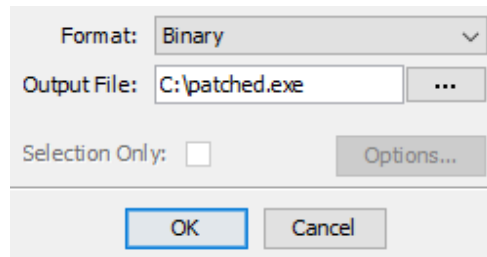 Format: Binary
Output File: C:\patched.exe ...
Selection Only: Options...
OK Cancel